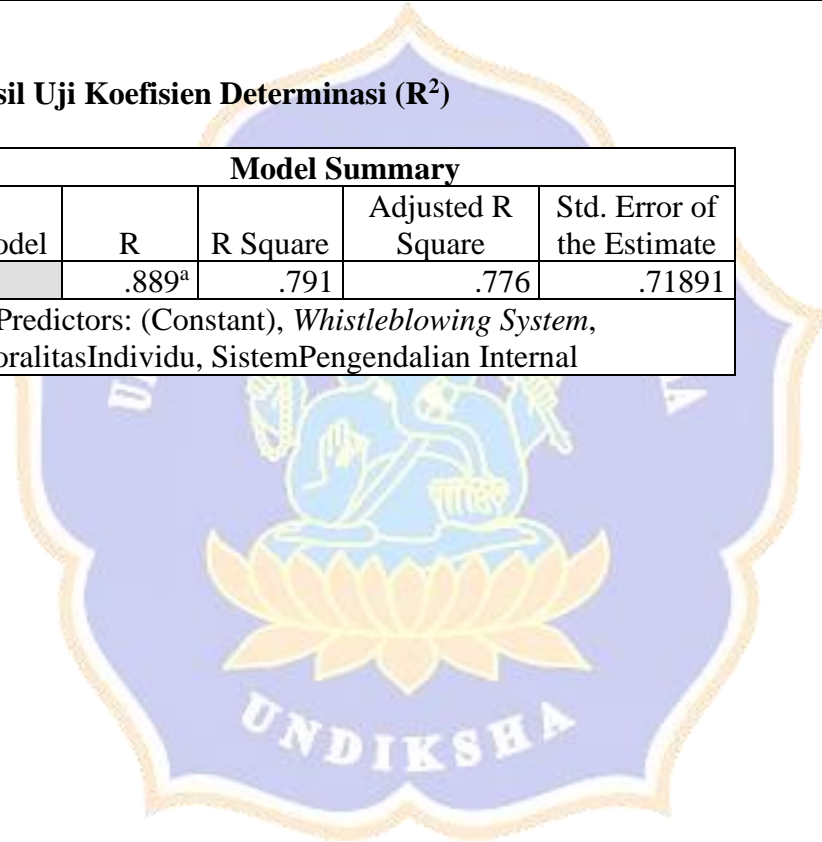 sil Uji Koefisien Determinasi (R²)
Model Summary
odel R R Square Adjusted R Square Std. Error of the Estimate
.889ᵃ .791 .776 .71891
Predictors: (Constant), Whistleblowing System,
oralitasIndividu, SistemPengendalian Internal
UNDIKSHA